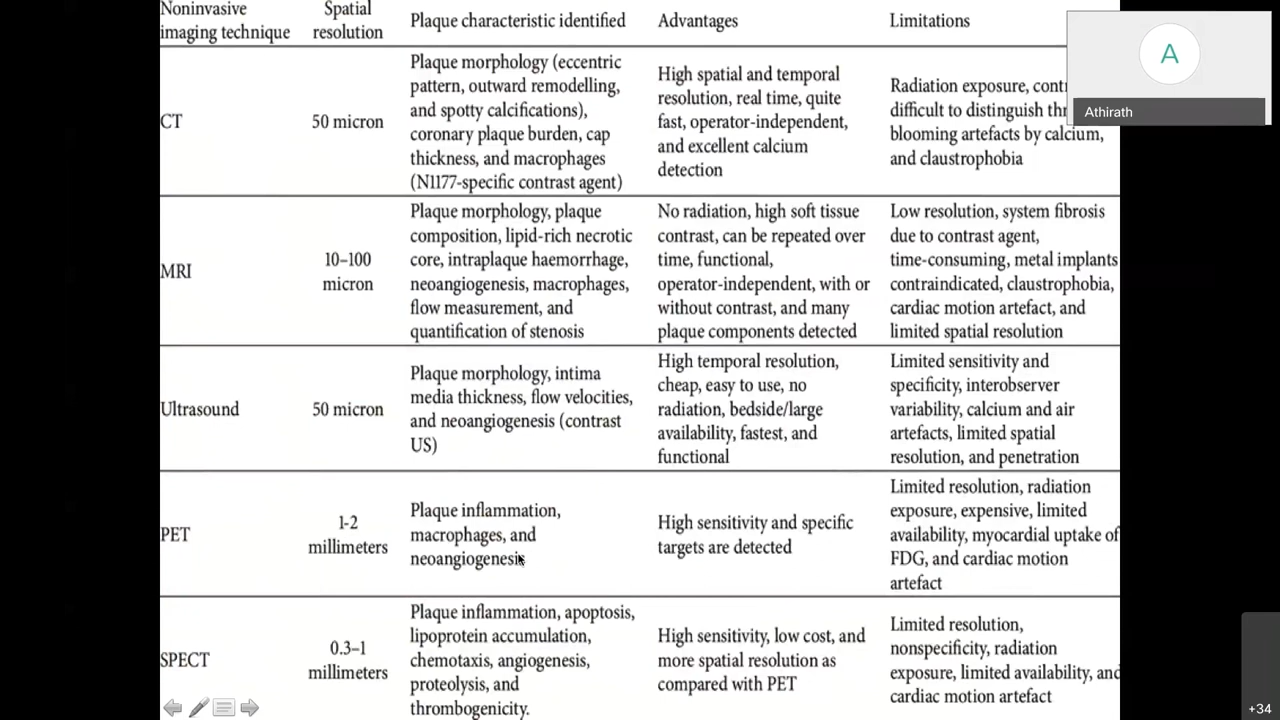 Noninvasive
imaging technique
Spatial
resolution
Plaque characteristic identified
Advantages
Limitations
CT
50 micron
Plaque morphology (eccentric
pattern, outward remodelling,
and spotty calcifications),
coronary plaque burden, cap
thickness, and macrophages
(N1177-specific contrast agent)
High spatial and temporal
resolution, real time, quite
fast, operator-independent,
and excellent calcium
detection
Radiation exposure,
difficult to distinguish
blooming artefacts by calcium,
and claustrophobia
MRI
10–100
micron
Plaque morphology, plaque
composition, lipid-rich necrotic
core, intraplaque haemorrhage,
neoangiogenesis, macrophages,
flow measurement, and
quantification of stenosis
No radiation, high soft tissue
contrast, can be repeated over
time, functional,
operator-independent, with or
without contrast, and many
plaque components detected
Low resolution, system fibrosis
due to contrast agent,
time-consuming, metal implants
contraindicated, claustrophobia,
cardiac motion artefact, and
limited spatial resolution
Ultrasound
50 micron
Plaque morphology, intima
media thickness, flow velocities,
and neoangiogenesis (contrast
US)
High temporal resolution,
cheap, easy to use, no
radiation, bedside/large
availability, fastest, and
functional
Limited sensitivity and
specificity, interobserver
variability, calcium and air
artefacts, limited spatial
resolution, and penetration
PET
1-2
millimeters
Plaque inflammation,
macrophages, and
neoangiogenesis
High sensitivity and specific
targets are detected
Limited resolution, radiation
exposure, expensive, limited
availability, myocardial uptake of
FDG, and cardiac motion
artefact
SPECT
0.3–1
millimeters
Plaque inflammation, apoptosis,
lipoprotein accumulation,
chemotaxis, angiogenesis,
proteolysis, and
thrombogenicity.
High sensitivity, low cost, and
more spatial resolution as
compared with PET
Limited resolution,
nonspecificity, radiation
exposure, limited availability, and
cardiac motion artefact
A
Athirath
+34